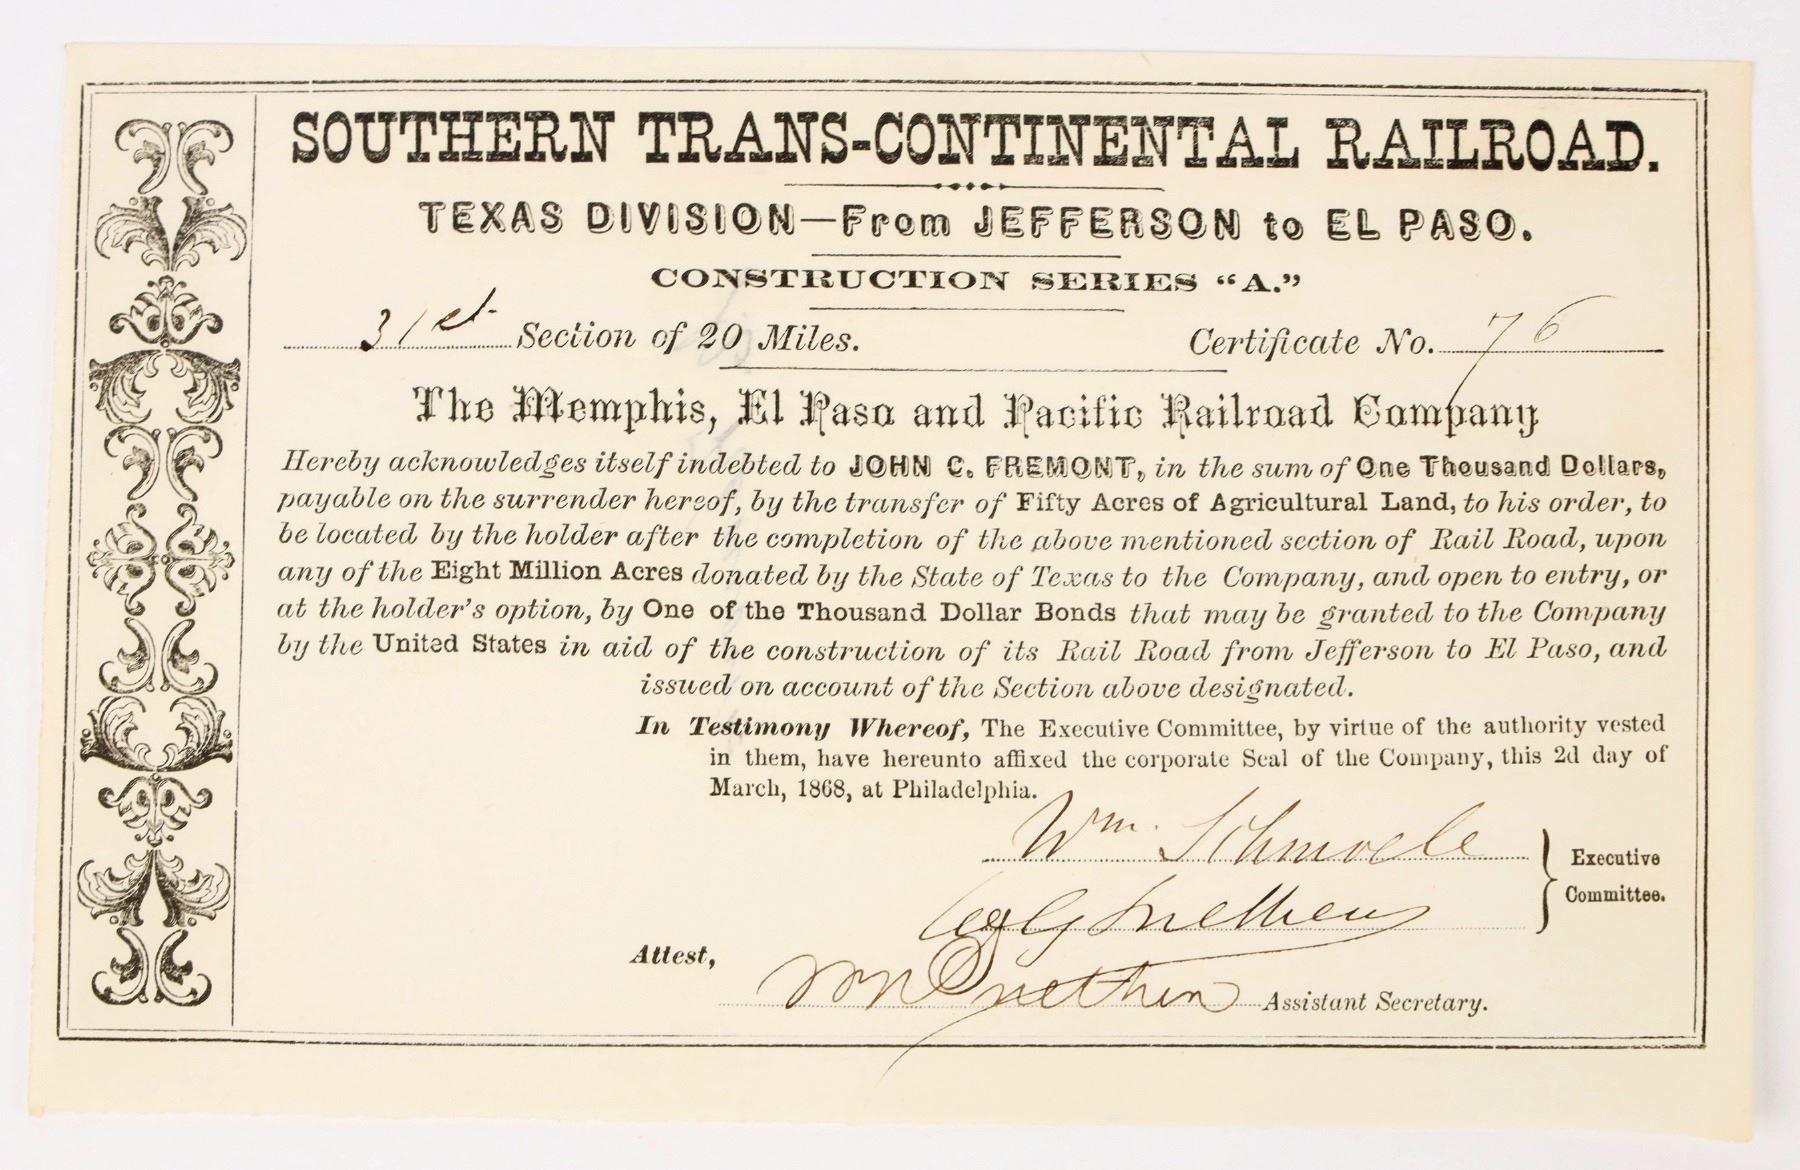 SOUTHERN TRANS-CONTINENTAL RAILROAD.
TEXAS DIVISION—From JEFFERSON to EL PASO.
CONSTRUCTION SERIES "A."
31st Section of 20 Miles. Certificate No. 76
The Memphis, El Paso and Pacific Railroad Company
Hereby acknowledges itself indebted to JOHN C. FREMONT, in the sum of One Thousand Dollars,
payable on the surrender hereof, by the transfer of Fifty Acres of Agricultural Land, to his order, to
be located by the holder after the completion of the above mentioned section of Rail Road, upon
any of the Eight Million Acres donated by the State of Texas to the Company, and open to entry, or
at the holder's option, by One of the Thousand Dollar Bonds that may be granted to the Company
by the United States in aid of the construction of its Rail Road from Jefferson to El Paso, and
issued on account of the Section above designated.
In Testimony Whereof, The Executive Committee, by virtue of the authority vested
in them, have hereunto affixed the corporate Seal of the Company, this 2d day of
March, 1868, at Philadelphia.
Wm. Schmoele
Executive
Committee.
Attest,
Assistant Secretary.